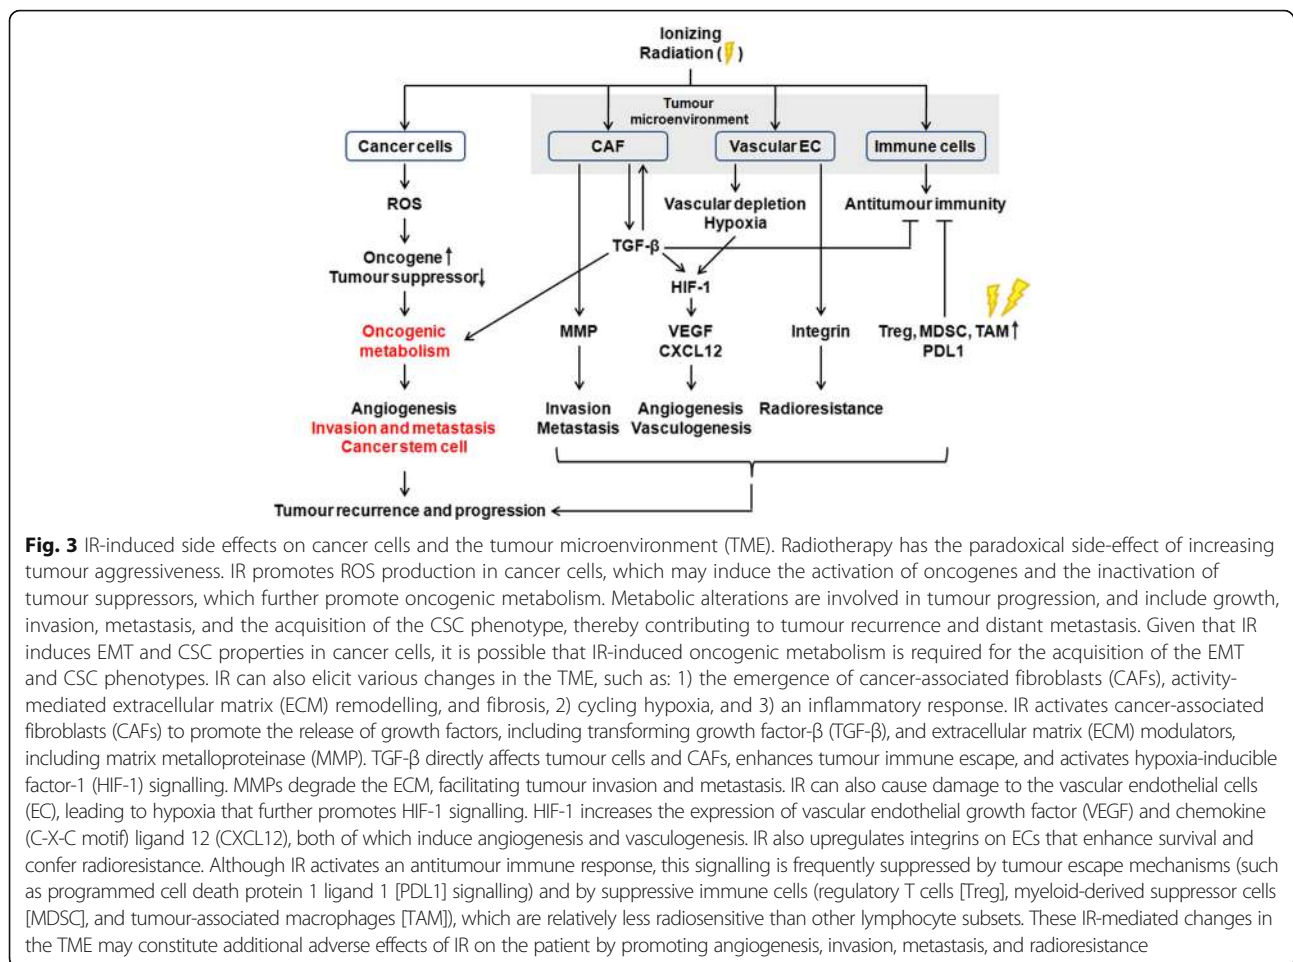 Ionizing
Radiation ( )
Tumour
microenvironment
Cancer cells
CAF
Vascular EC
Immune cells
ROS
Vascular depletion
Hypoxia
Antitumour immunity
TGF-β
Oncogene↑
Tumour suppressor↓
HIF-1
Oncogenic
metabolism
MMP
VEGF
CXCL12
Integrin
Treg, MDSC, TAM↑
PDL1
Angiogenesis
Invasion and metastasis
Cancer stem cell
Invasion
Metastasis
Angiogenesis
Vasculogenesis
Radioresistance
Tumour recurrence and progression
Fig. 3 IR-induced side effects on cancer cells and the tumour microenvironment (TME). Radiotherapy has the paradoxical side-effect of increasing
tumour aggressiveness. IR promotes ROS production in cancer cells, which may induce the activation of oncogenes and the inactivation of
tumour suppressors, which further promote oncogenic metabolism. Metabolic alterations are involved in tumour progression, and include growth,
invasion, metastasis, and the acquisition of the CSC phenotype, thereby contributing to tumour recurrence and distant metastasis. Given that IR
induces EMT and CSC properties in cancer cells, it is possible that IR-induced oncogenic metabolism is required for the acquisition of the EMT
and CSC phenotypes. IR can also elicit various changes in the TME, such as: 1) the emergence of cancer-associated fibroblasts (CAFs), activity-
mediated extracellular matrix (ECM) remodelling, and fibrosis, 2) cycling hypoxia, and 3) an inflammatory response. IR activates cancer-associated
fibroblasts (CAFs) to promote the release of growth factors, including transforming growth factor-β (TGF-β), and extracellular matrix (ECM) modulators,
including matrix metalloproteinase (MMP). TGF-β directly affects tumour cells and CAFs, enhances tumour immune escape, and activates hypoxia-inducible
factor-1 (HIF-1) signalling. MMPs degrade the ECM, facilitating tumour invasion and metastasis. IR can also cause damage to the vascular endothelial cells
(EC), leading to hypoxia that further promotes HIF-1 signalling. HIF-1 increases the expression of vascular endothelial growth factor (VEGF) and chemokine
(C-X-C motif) ligand 12 (CXCL12), both of which induce angiogenesis and vasculogenesis. IR also upregulates integrins on ECs that enhance survival and
confer radioresistance. Although IR activates an antitumour immune response, this signalling is frequently suppressed by tumour escape mechanisms (such
as programmed cell death protein 1 ligand 1 [PDL1] signalling) and by suppressive immune cells (regulatory T cells [Treg], myeloid-derived suppressor cells
[MDSC], and tumour-associated macrophages [TAM]), which are relatively less radiosensitive than other lymphocyte subsets. These IR-mediated changes in
the TME may constitute additional adverse effects of IR on the patient by promoting angiogenesis, invasion, metastasis, and radioresistance